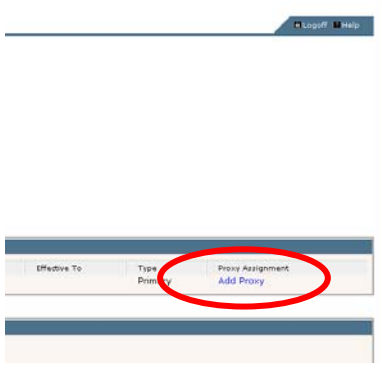 Logoff Help
Effective To Type Proxy Assignment
Primary Add Proxy